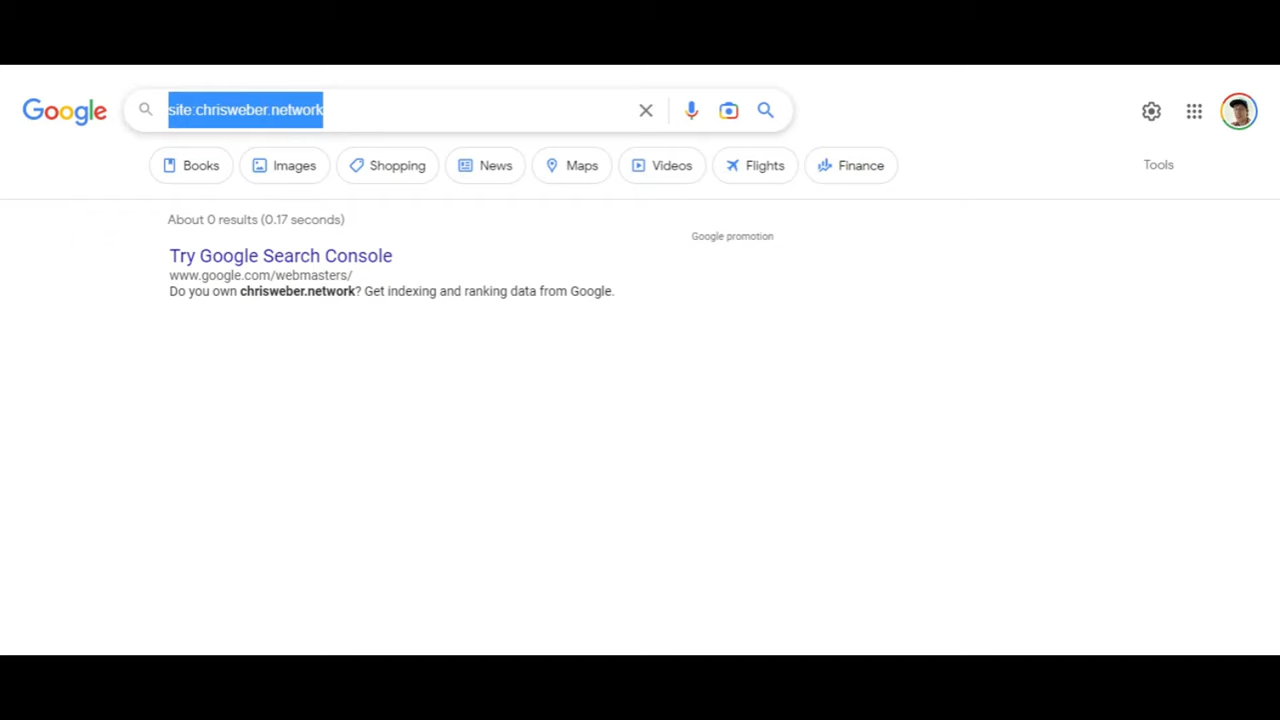 Google
site:chrisweber.network
Books
Images
Shopping
News
Maps
Videos
Flights
Finance
Tools
About 0 results (0.17 seconds)
Google promotion
Try Google Search Console
www.google.com/webmasters/
Do you own chrisweber.network? Get indexing and ranking data from Google.